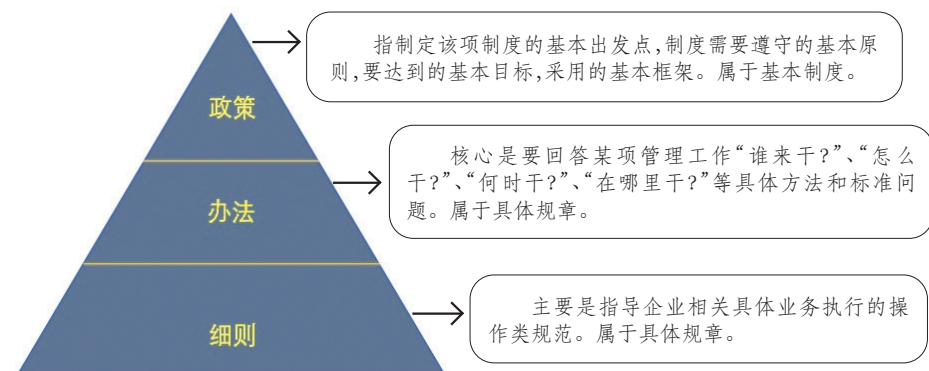 指制定该项制度的基本出发点,制度需要遵守的基本原
则,要达到的基本目标,采用的基本框架。属于基本制度。
政策
核心是要回答某项管理工作“谁来干?”、“怎么
干?”、“何时干?”、“在哪里干?”等具体方法和标准问
题。属于具体规章。
办法
主要是指导企业相关具体业务执行的操
作类规范。属于具体规章。
细则